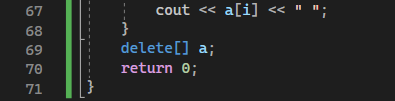 67 cout << a[i] << " ";
68 }
69 delete[] a;
70 return 0;
71 }